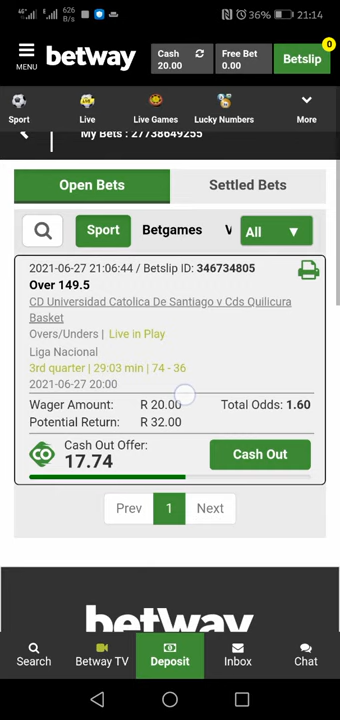 4G E 626 B/s 36% 21:14
MENU betway Cash 20.00 Free Bet 0.00 Betslip 0
Sport Live Live Games Lucky Numbers More
My Bets : 27738649255
Open Bets Settled Bets
Sport Betgames V All ▼
2021-06-27 21:06:44 / Betslip ID: 346734805
Over 149.5
CD Universidad Catolica De Santiago v Cds Quilicura
Basket
Overs/Unders | Live in Play
Liga Nacional
3rd quarter | 29:03 min | 74 - 36
2021-06-27 20:00
Wager Amount: R 20.00 Total Odds: 1.60
Potential Return: R 32.00
CO Cash Out Offer:
17.74 Cash Out
Prev 1 Next
betway
Search Betway TV Deposit Inbox Chat